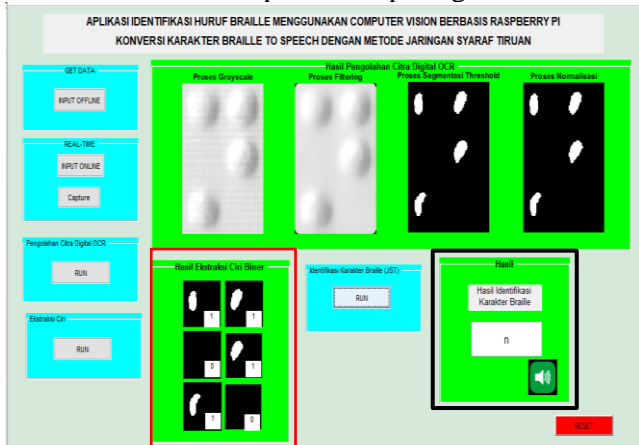 APLIKASI IDENTIFIKASI HURUF BRAILLE MENGGUNAKAN COMPUTER VISION BERBASIS RASPBERRY PI
KONVERSI KARAKTER BRAILLE TO SPEECH DENGAN METODE JARINGAN SYARAF TIRUAN
GET DATA
INPUT OFFLINE
REAL-TIME
INPUT ONLINE
Capture
Pengolahan Citra Digital OCR
RUN
Ekstraksi Ciri
RUN
Hasil Pengolahan Citra Digital OCR
Proses Grayscale Proses Filtering Proses Segmentasi Threshold Proses Normalisasi
Hasil Ekstraksi Ciri Biner
1 1
0 1
1 0
Identifikasi Karakter Braille (JST)
RUN
Hasil
Hasil Identifikasi
Karakter Braille
n
RESET